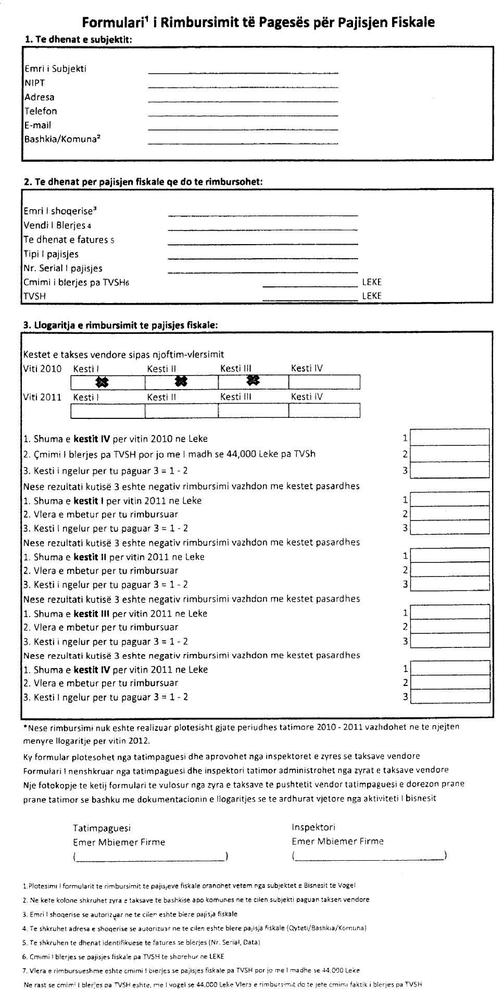 Formulari¹ i Rimbursimit të Pagesës për Pajisjen Fiskale
1. Te dhenat e subjektit:
Emri i Subjekti
NIPT
Adresa
Telefon
E-mail
Bashkia/Komuna²
2. Te dhenat per pajisjen fiskale qe do te rimbursohet:
Emri I shoqerise³
Vendi I Blerjes 4
Te dhenat e fatures 5
Tipi I pajisjes
Nr. Serial I pajisjes
Cmimi i blerjes pa TVSH6 LEKE
TVSH LEKE
3. Llogaritja e rimbursimit te pajisjes fiskale:
Kestet e takses vendore sipas njoftim-vlersimit
Viti 2010 Kesti I Kesti II Kesti III Kesti IV
Viti 2011 Kesti I Kesti II Kesti III Kesti IV
1. Shuma e kestit IV per vitin 2010 ne Leke 1
2. Çmimi I blerjes pa TVSH por jo me I madh se 44,000 Leke pa TVSh 2
3. Kesti i ngelur per tu paguar 3 = 1 - 2 3
Nese rezultati kutisë 3 eshte negativ rimbursimi vazhdon me kestet pasardhes
1. Shuma e kestit I per vitin 2011 ne Leke 1
2. Vlera e mbetur per tu rimbursuar 2
3. Kesti I ngelur per tu paguar 3 = 1 - 2 3
Nese rezultati kutisë 3 eshte negativ rimbursimi vazhdon me kestet pasardhes
1. Shuma e kestit II per vitin 2011 ne Leke 1
2. Vlera e mbetur per tu rimbursuar 2
3. Kesti i ngelur per tu paguar 3 = 1 - 2 3
Nese rezultati kutisë 3 eshte negativ rimbursimi vazhdon me kestet pasardhes
1. Shuma e kestit III per vitin 2011 ne Leke 1
2. Vlera e mbetur per tu rimbursuar 2
3. Kesti i ngelur per tu paguar 3 = 1 - 2 3
Nese rezultati kutisë 3 eshte negativ rimbursimi vazhdon me kestet pasardhes
1. Shuma e kestit IV per vitin 2011 ne Leke 1
2. Vlera e mbetur per tu rimbursuar 2
3. Kesti I ngelur per tu paguar 3 = 1 - 2 3
*Nese rimbursimi nuk eshte realizuar plotesisht gjate periudhes tatimore 2010 - 2011 vazhdohet ne te njejten
menyre llogaritje per vitin 2012.
Ky formular plotesohet nga tatimpaguesi dhe aprovohet nga inspektoret e zyres se taksave vendore
Formulari I nenshkruar nga tatimpaguesi dhe inspektori tatimor administrohet nga zyrat e taksave vendore
Nje fotokopje te ketij formulari te vulosur nga zyra e taksave te pushtetit vendor tatimpaguesi e dorezon prane
prane tatimor se bashku me dokumentacionin e llogaritjes se te ardhurat vjetore nga aktiviteti I bisnesit
Tatimpaguesi Inspektori
Emer Mbiemer Firme Emer Mbiemer Firme
(____________________) (____________________)
1.Plotesimi I formularit te rimbursimit te pajisjeve fiskale pranohet vetem nga subjektet e Bisnesit te Vogel
2. Ne kete kolone shkruhet zyra e taksave te bashkise apo komunes ne te cilen subjekti paguan taksen vendore
3. Emri I shoqerise se autorizuar ne te cilen eshte blere pajisja fiskale
4. Te shkruhet adresa e shoqerise se autorizuar ne te cilen eshte blere pajisja fiskale (Qyteti/Bashkia/Komuna)
5. Te shkruhen te dhenat identifikuese te fatures se blerjes (Nr. Serial, Data)
6. Cmimi I blerjes se pajisjes fiskale pa TVSH te shprehur ne LEKE
7. Vlera e rimbursueshme eshte cmimi I blerjes se pajisjes fiskale pa TVSH por jo me I madhe se 44.000 Leke
Ne rast se cmimi I blerjes pa TVSH eshte, me I vogel se 44.000 Leke Vlera e rimbursimit do te jete cmimi faktik i blerjes pa TVSH